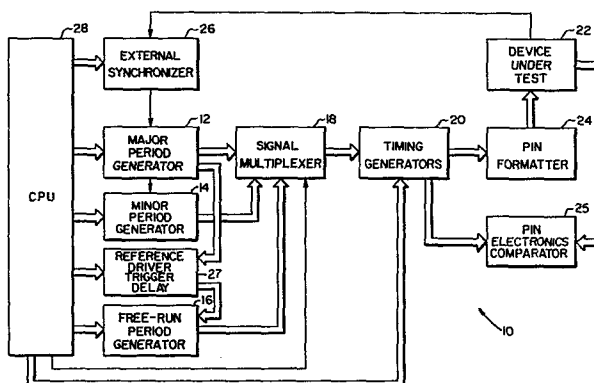 28
CPU
26
EXTERNAL
SYNCHRONIZER
12
MAJOR
PERIOD
GENERATOR
14
MINOR
PERIOD
GENERATOR
REFERENCE
DRIVER
TRIGGER
DELAY
27
16
FREE-RUN
PERIOD
GENERATOR
18
SIGNAL
MULTIPLEXER
20
TIMING
GENERATORS
22
DEVICE
UNDER
TEST
24
PIN
FORMATTER
25
PIN
ELECTRONICS
COMPARATOR
10